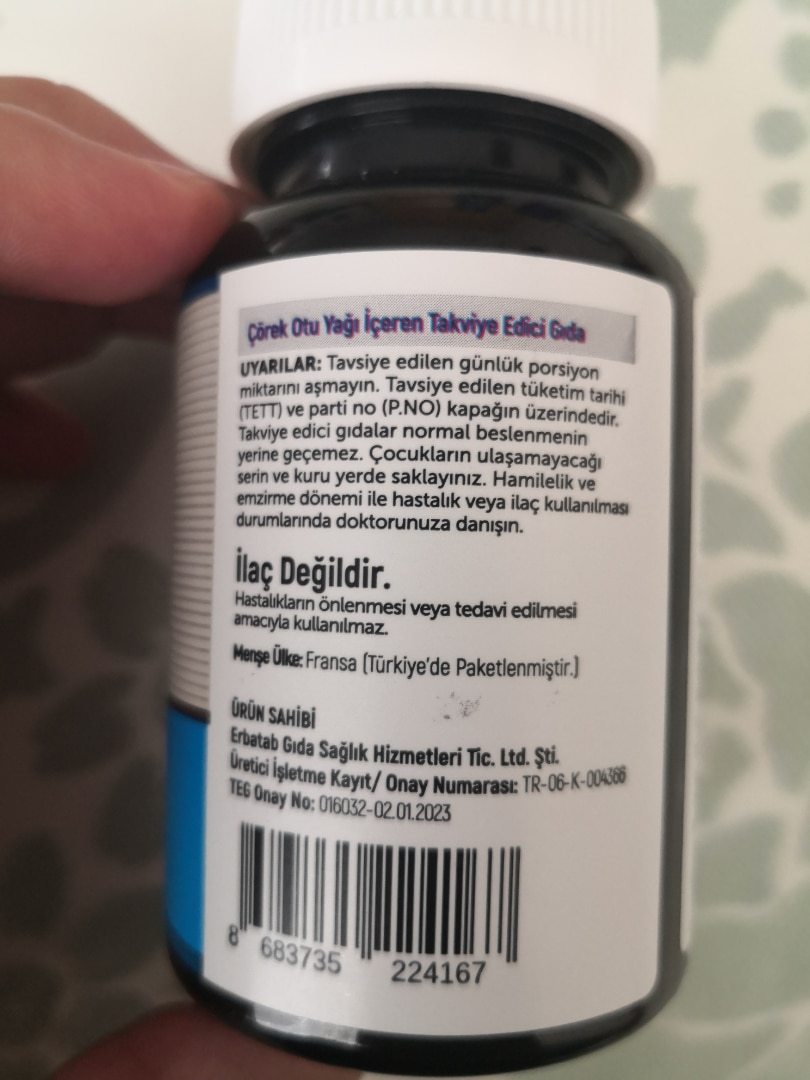 Çörek Otu Yağı İçeren Takviye Edici Gıda
UYARILAR: Tavsiye edilen günlük porsiyon
miktarını aşmayın. Tavsiye edilen tüketim tarihi
(TETT) ve parti no (P.NO) kapağın üzerindedir.
Takviye edici gıdalar normal beslenmenin
yerine geçemez. Çocukların ulaşamayacağı
serin ve kuru yerde saklayınız. Hamilelik ve
emzirme dönemi ile hastalık veya ilaç kullanılması
durumlarında doktorunuza danışın.
İlaç Değildir.
Hastalıkların önlenmesi veya tedavi edilmesi
amacıyla kullanılmaz.
Menşe Ülke: Fransa (Türkiye'de Paketlenmiştir.)
ÜRÜN SAHİBİ
Erbatab Gıda Sağlık Hizmetleri Tic. Ltd. Şti.
Üretici İşletme Kayıt/ Onay Numarası: TR-06-K-004366
TEG Onay No: 016032-02.01.2023
8 683735 224167